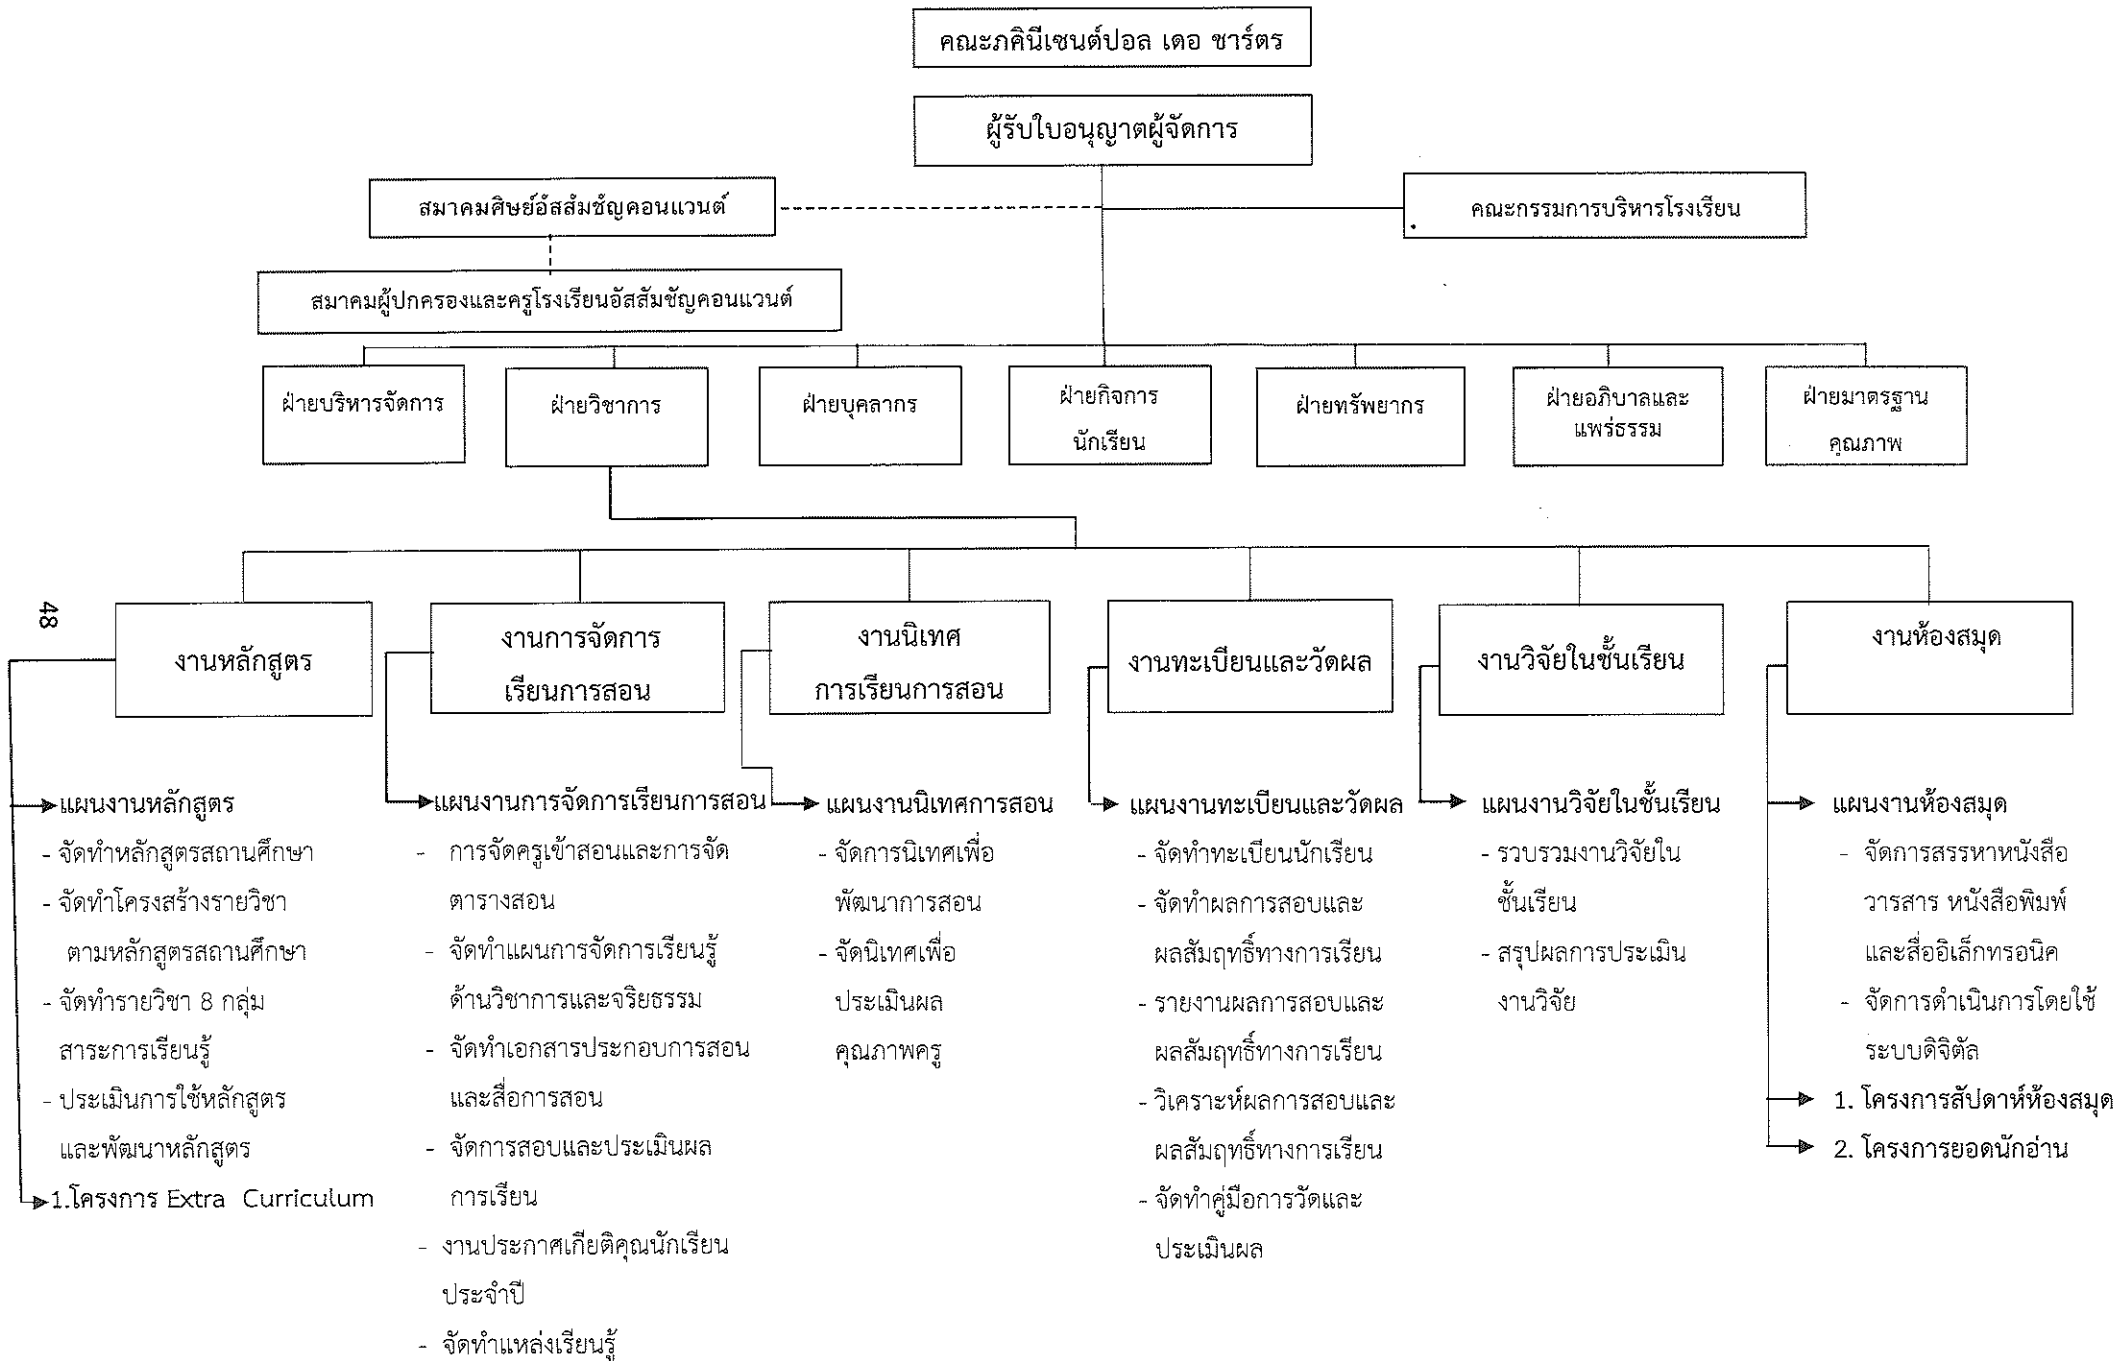 คณะภคินีเซนต์ปอล เดอ ชาร์ตร
ผู้รับใบอนุญาตผู้จัดการ
สมาคมศิษย์อัสสัมชัญคอนแวนต์
คณะกรรมการบริหารโรงเรียน
สมาคมผู้ปกครองและครูโรงเรียนอัสสัมชัญคอนแวนต์
ฝ่ายบริหารจัดการ
ฝ่ายวิชาการ
ฝ่ายบุคลากร
ฝ่ายกิจการ
นักเรียน
ฝ่ายทรัพยากร
ฝ่ายอภิบาลและ
แพร่ธรรม
ฝ่ายมาตรฐาน
คุณภาพ
48
งานหลักสูตร
แผนงานหลักสูตร
- จัดทำหลักสูตรสถานศึกษา
- จัดทำโครงสร้างรายวิชา
ตามหลักสูตรสถานศึกษา
- จัดทำรายวิชา 8 กลุ่ม
สาระการเรียนรู้
- ประเมินการใช้หลักสูตร
และพัฒนาหลักสูตร
1.โครงการ Extra Curriculum
งานการจัดการ
เรียนการสอน
แผนงานการจัดการเรียนการสอน
- การจัดครูเข้าสอนและการจัด
ตารางสอน
- จัดทำแผนการจัดการเรียนรู้
ด้านวิชาการและจริยธรรม
- จัดทำเอกสารประกอบการสอน
และสื่อการสอน
- จัดการสอบและประเมินผล
การเรียน
- งานประกาศเกียติคุณนักเรียน
ประจำปี
- จัดทำแหล่งเรียนรู้
งานนิเทศ
การเรียนการสอน
แผนงานนิเทศการสอน
- จัดการนิเทศเพื่อ
พัฒนาการสอน
- จัดนิเทศเพื่อ
ประเมินผล
คุณภาพครู
งานทะเบียนและวัดผล
แผนงานทะเบียนและวัดผล
- จัดทำทะเบียนนักเรียน
- จัดทำผลการสอบและ
ผลสัมฤทธิ์ทางการเรียน
- รายงานผลการสอบและ
ผลสัมฤทธิ์ทางการเรียน
- วิเคราะห์ผลการสอบและ
ผลสัมฤทธิ์ทางการเรียน
- จัดทำคู่มือการวัดและ
ประเมินผล
งานวิจัยในชั้นเรียน
แผนงานวิจัยในชั้นเรียน
- รวบรวมงานวิจัยใน
ชั้นเรียน
- สรุปผลการประเมิน
งานวิจัย
งานห้องสมุด
แผนงานห้องสมุด
- จัดการสรรหาหนังสือ
วารสาร หนังสือพิมพ์
และสื่ออิเล็กทรอนิค
- จัดการดำเนินการโดยใช้
ระบบดิจิตัล
1. โครงการสัปดาห์ห้องสมุด
2. โครงการยอดนักอ่าน